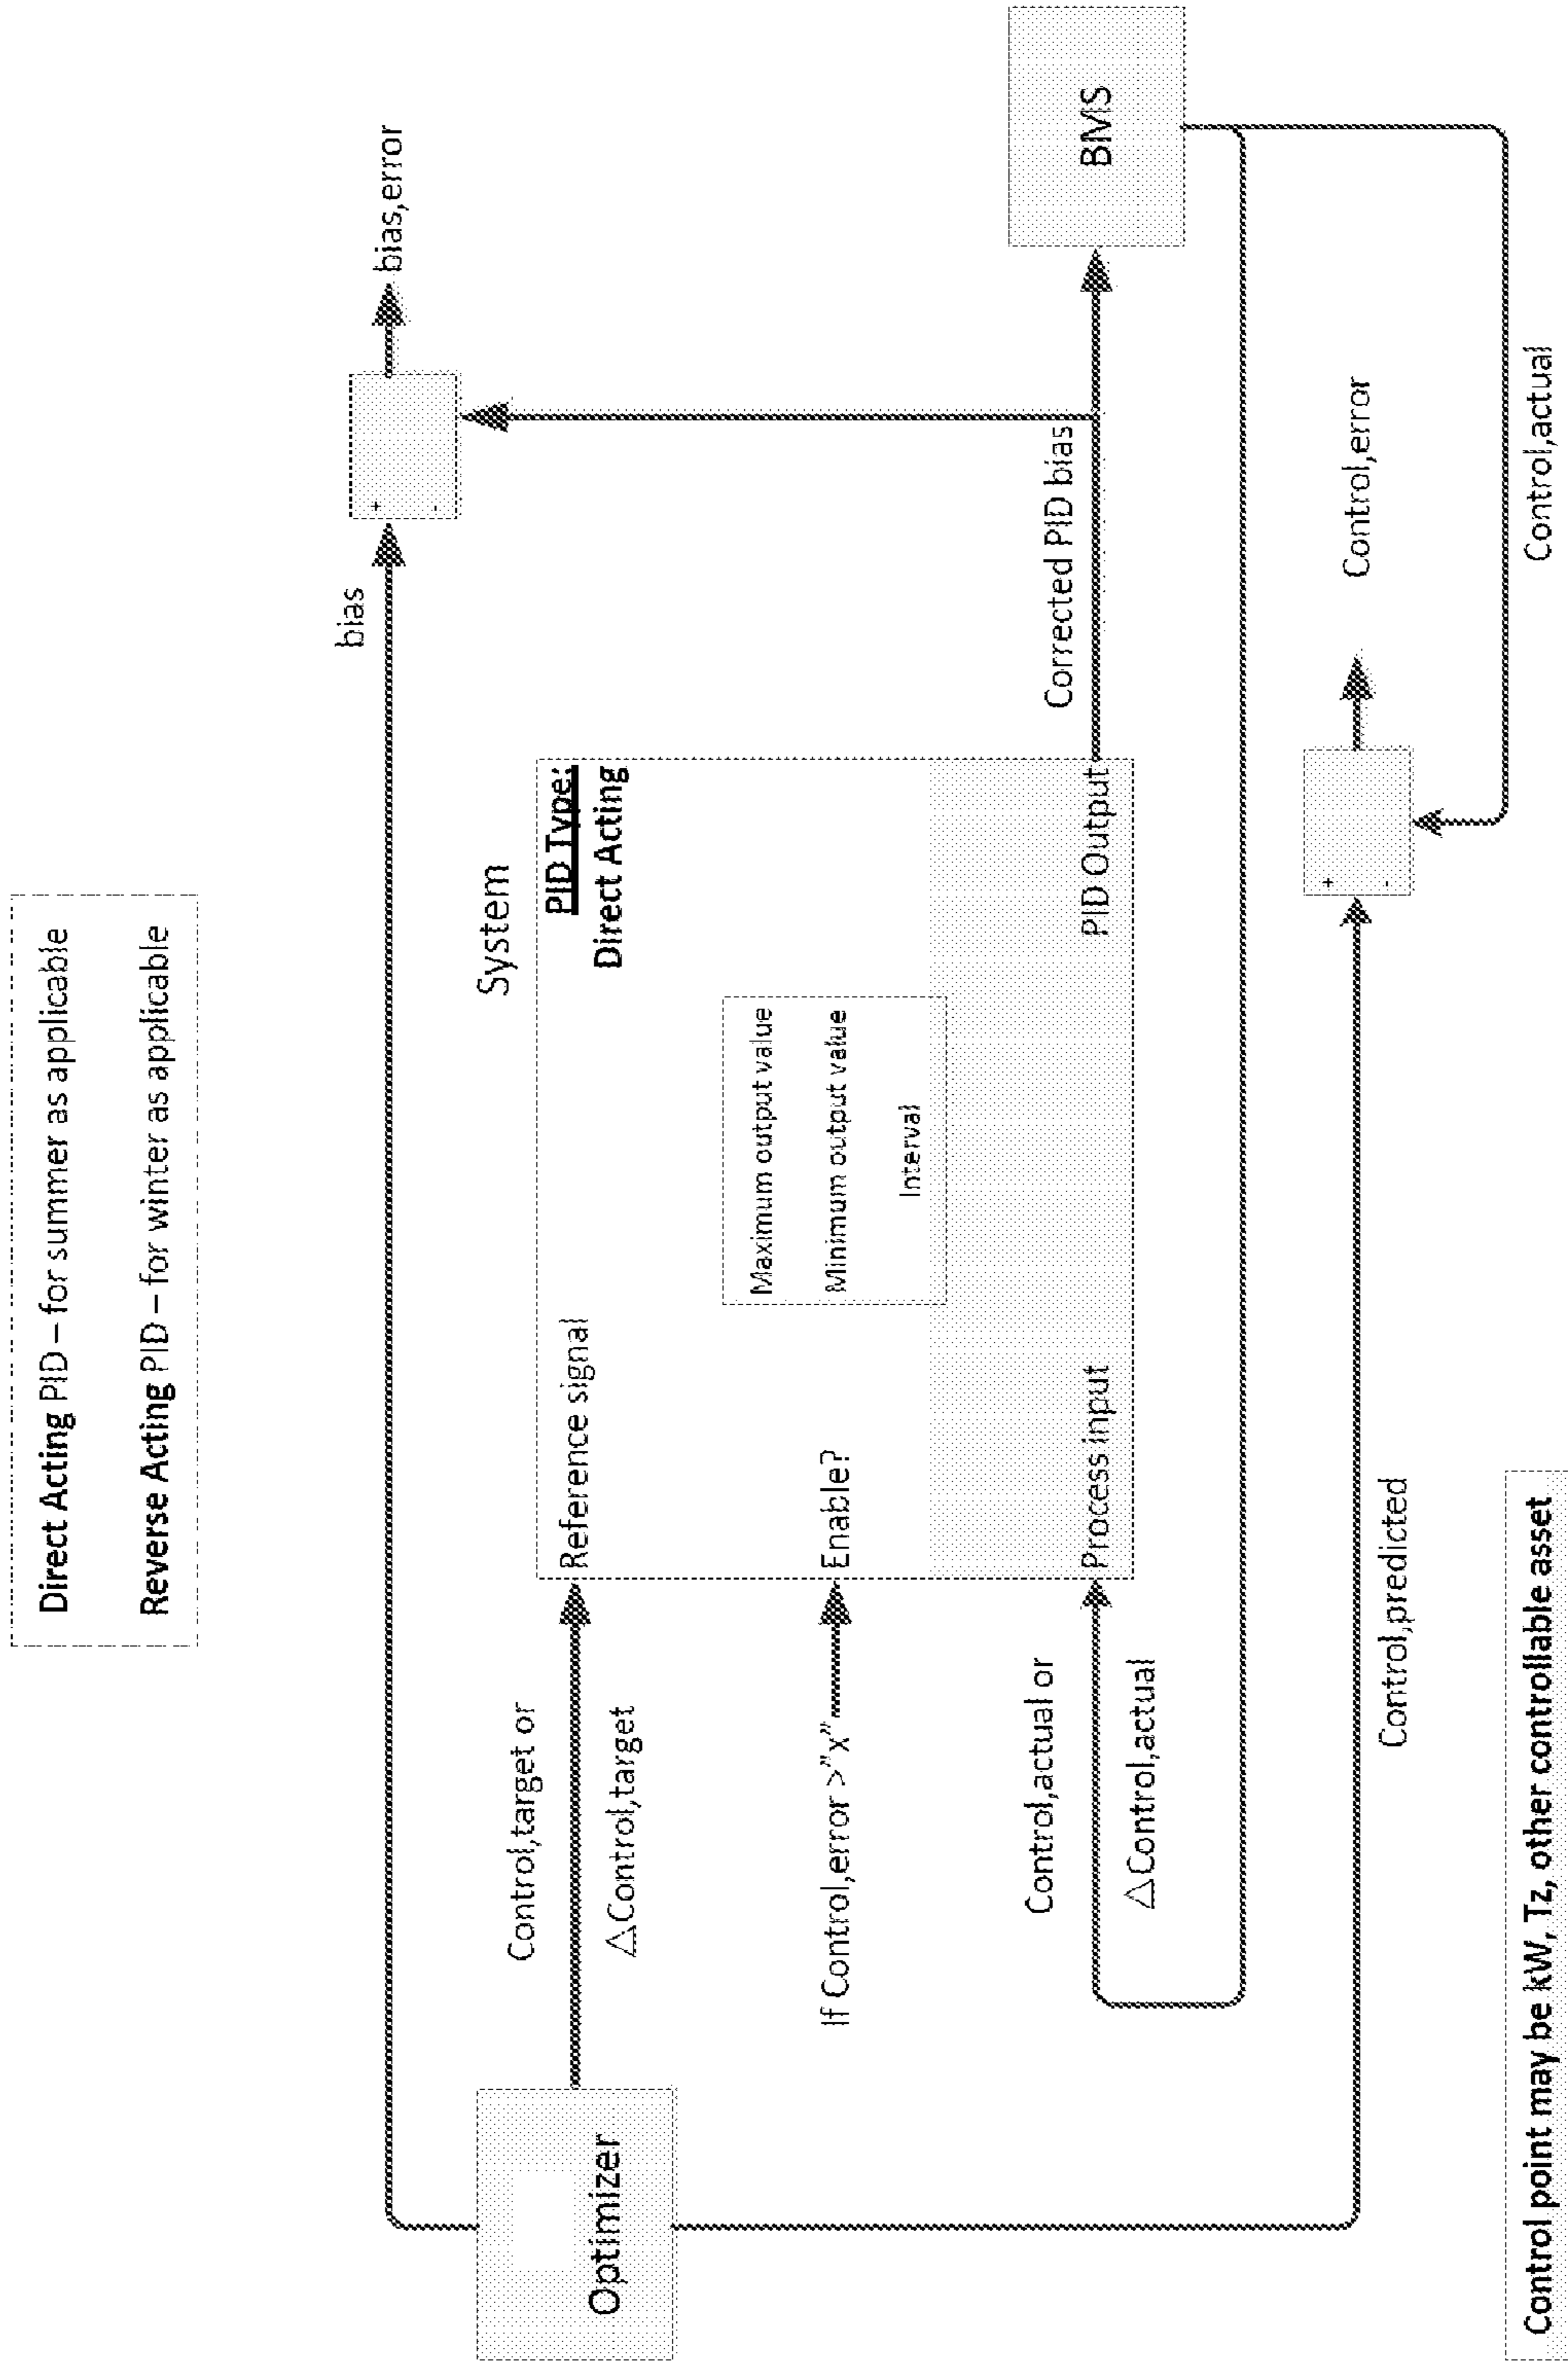 Direct Acting PID – for summer as applicable
Reverse Acting PID – for winter as applicable
bias
+
-
bias,error
System
Optimizer
Control,target or
△Control,target
Reference signal
PID Type:
Direct Acting
If Control,error >"x"
Enable?
Maximum output value
Minimum output value
Interval
Control,actual or
△Control,actual
Process input
PID Output
Corrected PID bias
BMS
Control,predicted
+
-
Control,error
Control,actual
Control point may be kW, Tz, other controllable asset